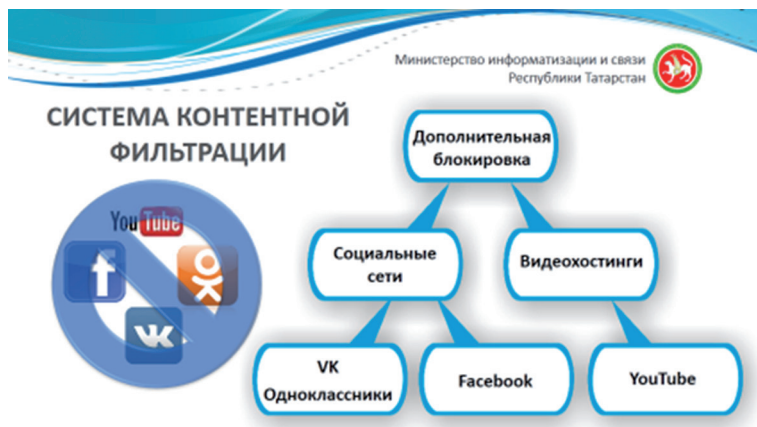 Министерство информатизации и связи
Республики Татарстан
СИСТЕМА КОНТЕНТНОЙ
ФИЛЬТРАЦИИ
YouTube
f
Дополнительная
блокировка
Социальные
сети
Видеохостинги
VK
Одноклассники
Facebook
YouTube